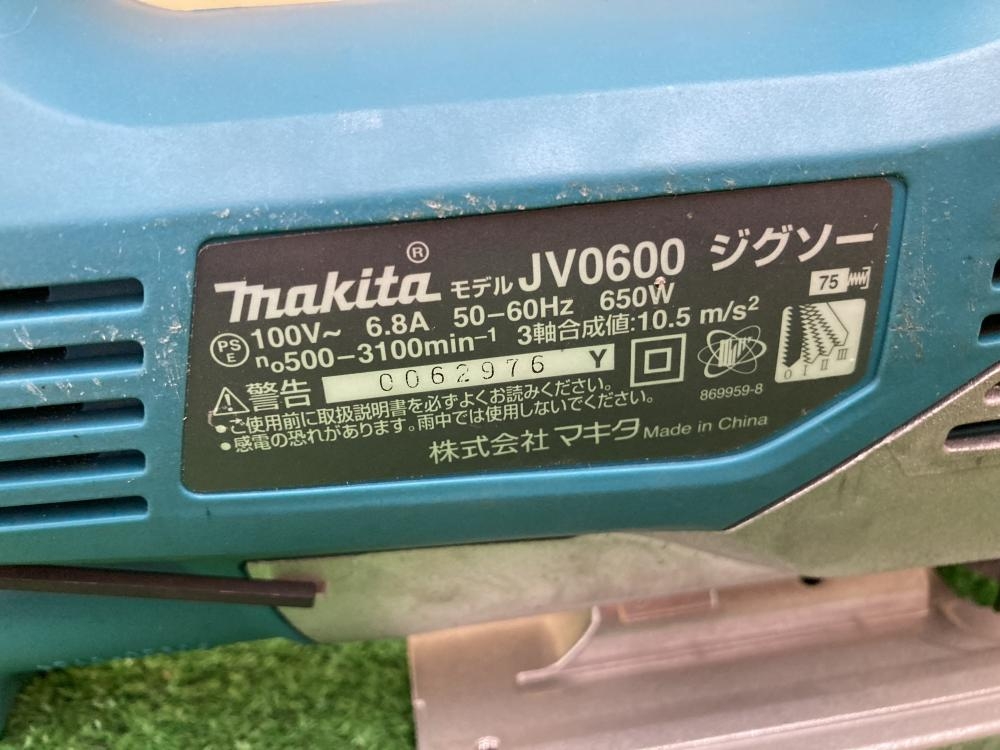 makita® モデル JV0600 ジグソー
PSE 100V~ 6.8A 50-60Hz 650W 75
n₀500-3100min⁻¹ 3軸合成値:10.5 m/s²
⚠警告 0062976 Y
O I II III
869959-8
●ご使用前に取扱説明書を必ずよくお読みください。
●感電の恐れがあります。雨中では使用しないでください。
株式会社 マキタ Made in China